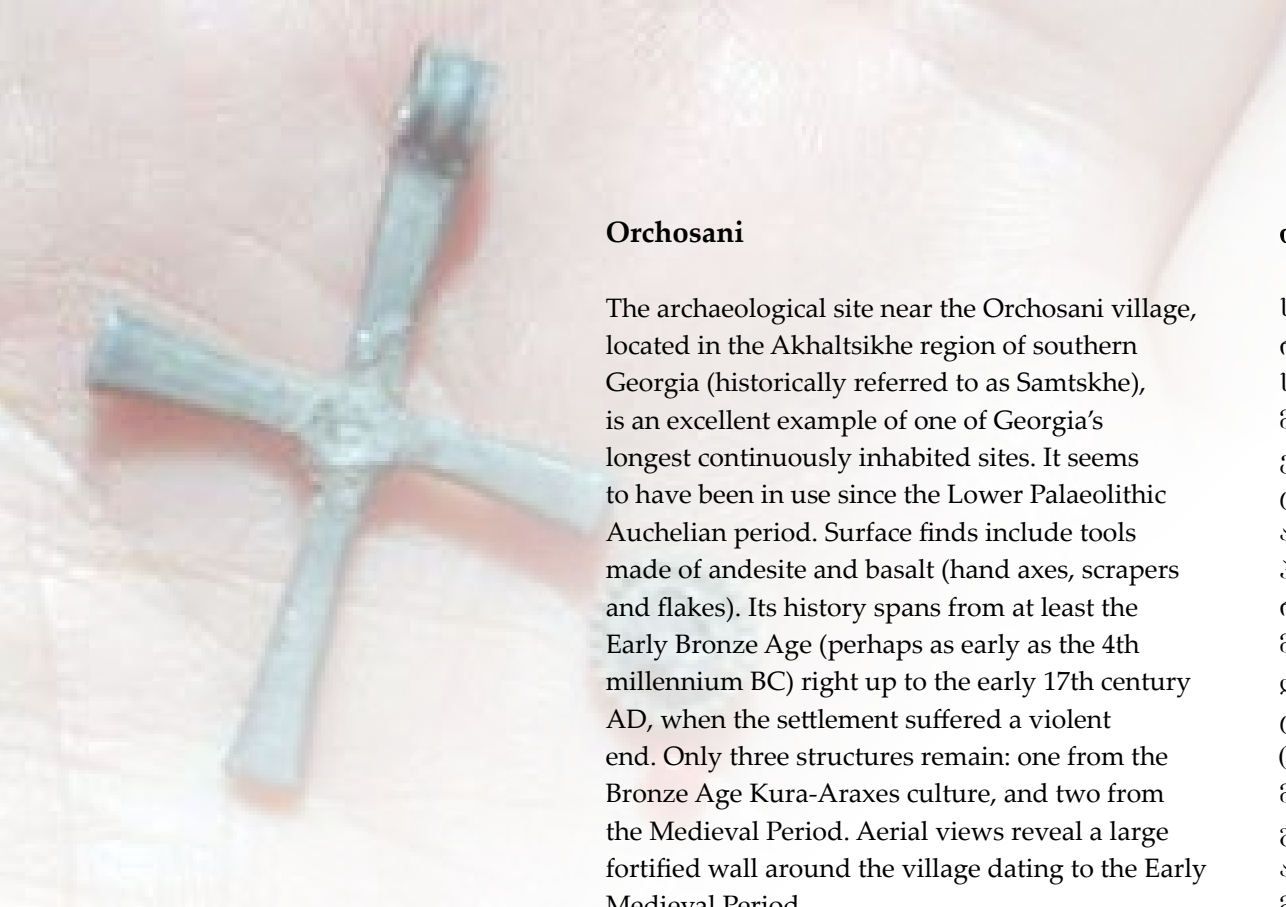 Orchosani
The archaeological site near the Orchosani village,
located in the Akhaltsikhe region of southern
Georgia (historically referred to as Samtskhe),
is an excellent example of one of Georgia's
longest continuously inhabited sites. It seems
to have been in use since the Lower Palaeolithic
Auchelian period. Surface finds include tools
made of andesite and basalt (hand axes, scrapers
and flakes). Its history spans from at least the
Early Bronze Age (perhaps as early as the 4th
millennium BC) right up to the early 17th century
AD, when the settlement suffered a violent
end. Only three structures remain: one from the
Bronze Age Kura-Araxes culture, and two from
the Medieval Period. Aerial views reveal a large
fortified wall around the village dating to the Early
Medieval Period.